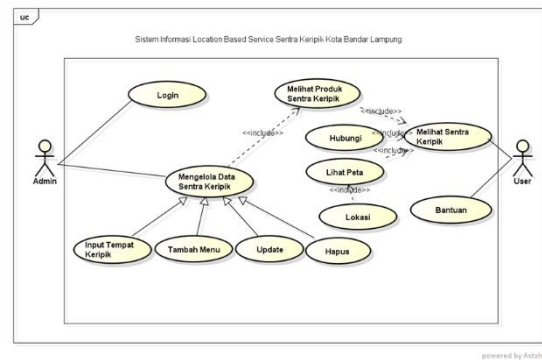 uc
Sistem Informasi Location Based Service Sentra Keripik Kota Bandar Lampung
Login
Melihat Produk
Sentra Keripik
<<include>>
<<include>>
Hubungi
<<include>>
Melihat Sentra
Keripik
Admin
Mengelola Data
Sentra Keripik
Lihat Peta
<<include>>
User
<<include>>
Lokasi
Bantuan
Input Tempat
Keripik
Tambah Menu
Update
Hapus
powered by Astah